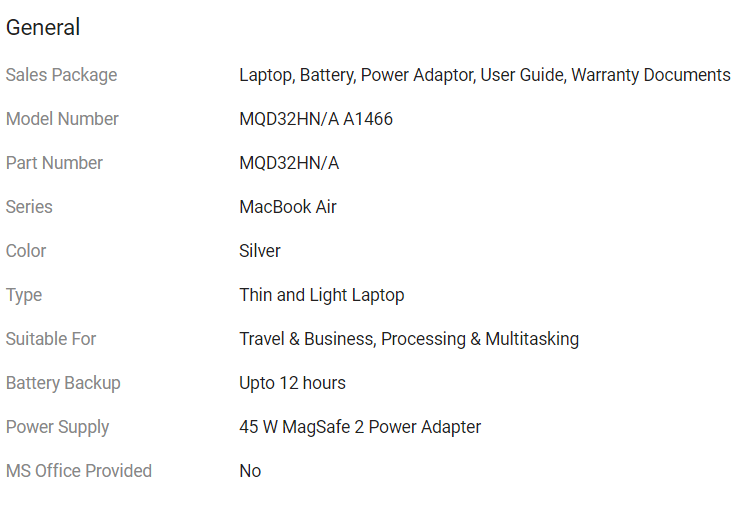 General
Sales Package Laptop, Battery, Power Adaptor, User Guide, Warranty Documents
Model Number MQD32HN/A A1466
Part Number MQD32HN/A
Series MacBook Air
Color Silver
Type Thin and Light Laptop
Suitable For Travel & Business, Processing & Multitasking
Battery Backup Upto 12 hours
Power Supply 45 W MagSafe 2 Power Adapter
MS Office Provided No